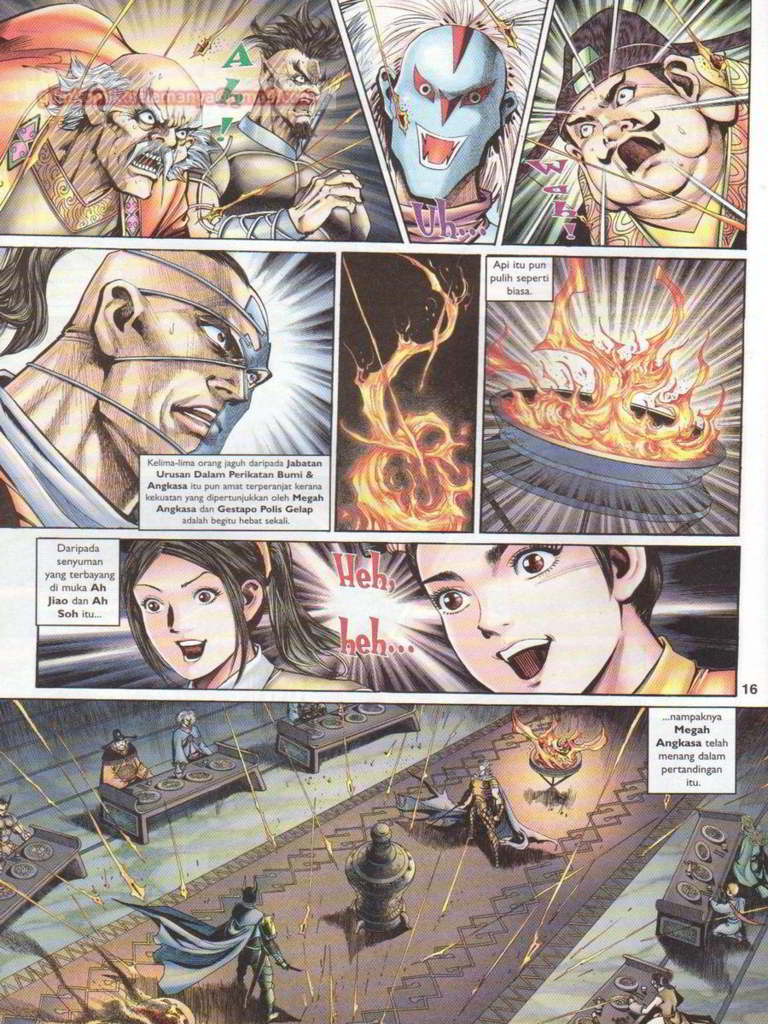 Ah!
Uh...
Wah!
Kelima-lima orang jaguh daripada Jabatan
Urusan Dalam Perikatan Bumi &
Angkasa itu pun amat terperanjat kerana
kekuatan yang dipertunjukkan oleh Megah
Angkasa dan Gestapo Polis Gelap
adalah begitu hebat sekali.
Api itu pun
pulih seperti
biasa.
Daripada
senyuman
yang terbayang
di muka Ah
Jiao dan Ah
Soh itu...
Heh,
heh...
16
...nampaknya
Megah
Angkasa telah
menang dalam
pertandingan
itu.